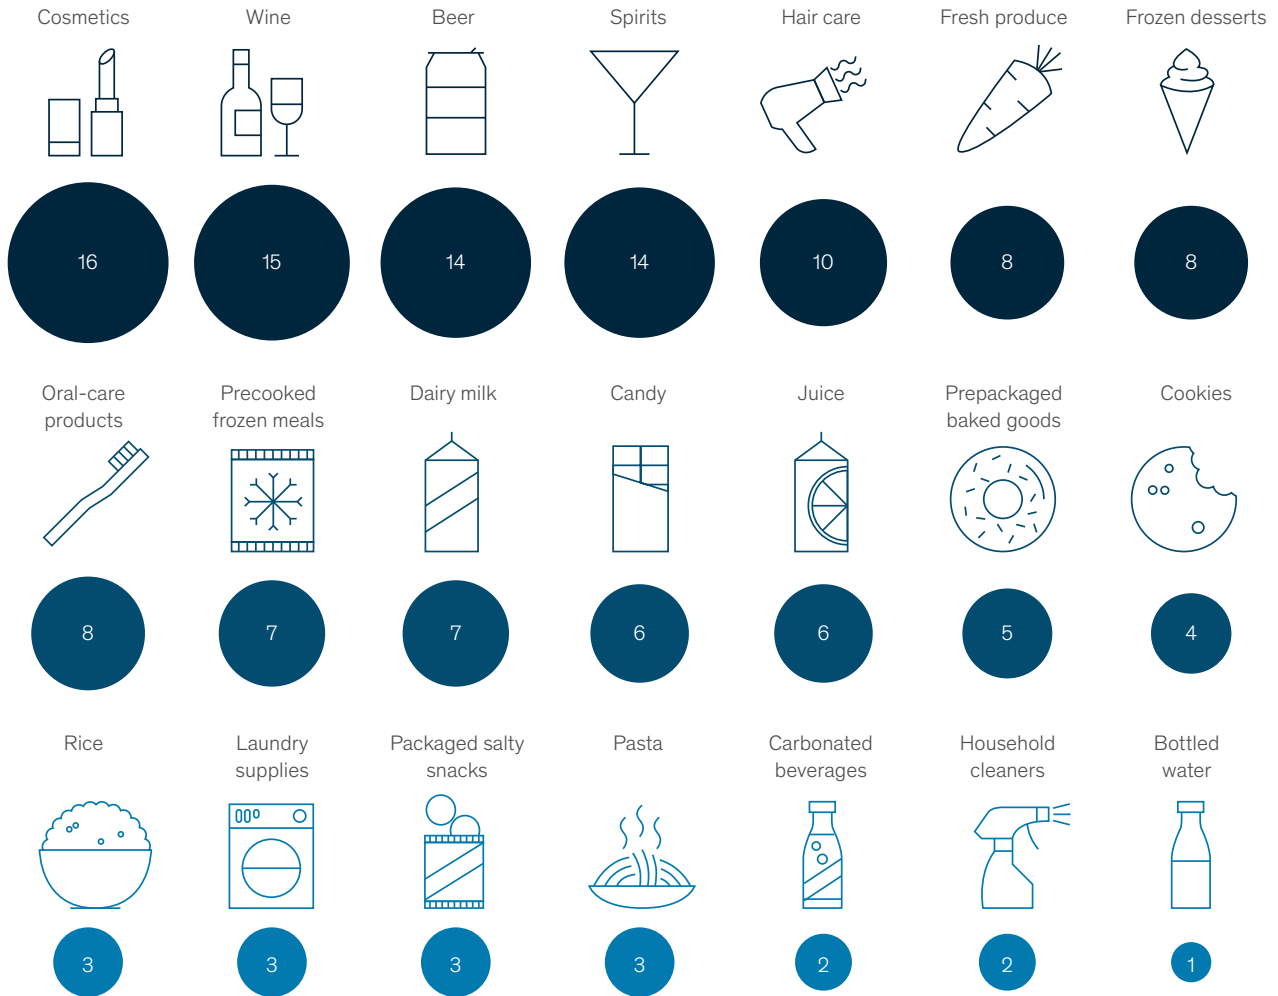 Cosmetics
Wine
Beer
Spirits
Hair care
Fresh produce
Frozen desserts
16
15
14
14
10
8
8
Oral-care
products
Precooked
frozen meals
Dairy milk
Candy
Juice
Prepackaged
baked goods
Cookies
8
7
7
6
6
5
4
Rice
Laundry
supplies
Packaged salty
snacks
Pasta
Carbonated
beverages
Household
cleaners
Bottled
water
3
3
3
3
2
2
1